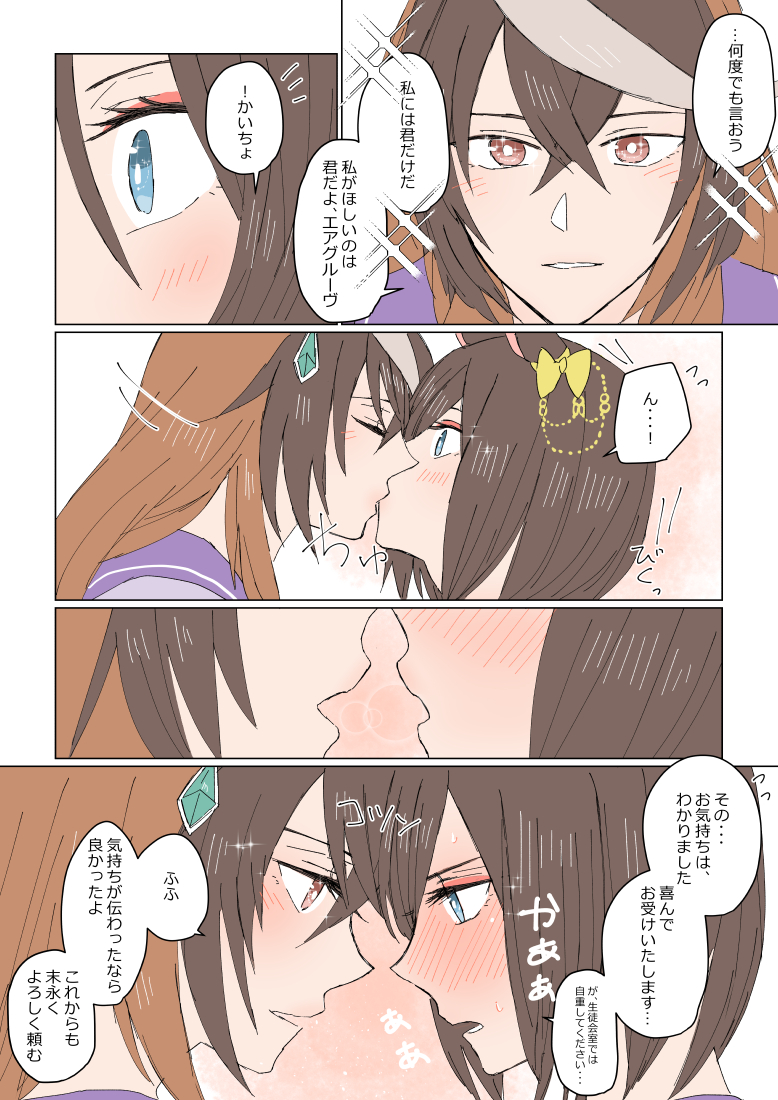 …何度でも言おう
私には君だけだ
私がほしいのは
君だよ、エアグルーヴ
!かいちょ
ん・・・!
ちゅ
びくっ
コツン
その・・・
お気持ちは、
わかりました
喜んで
お受けいたします…
が、生徒会室では
自重してください…
かあぁぁ
ぁぁ
ふふ
気持ちが伝わったなら
良かったよ
これからも
末永く
よろしく頼む